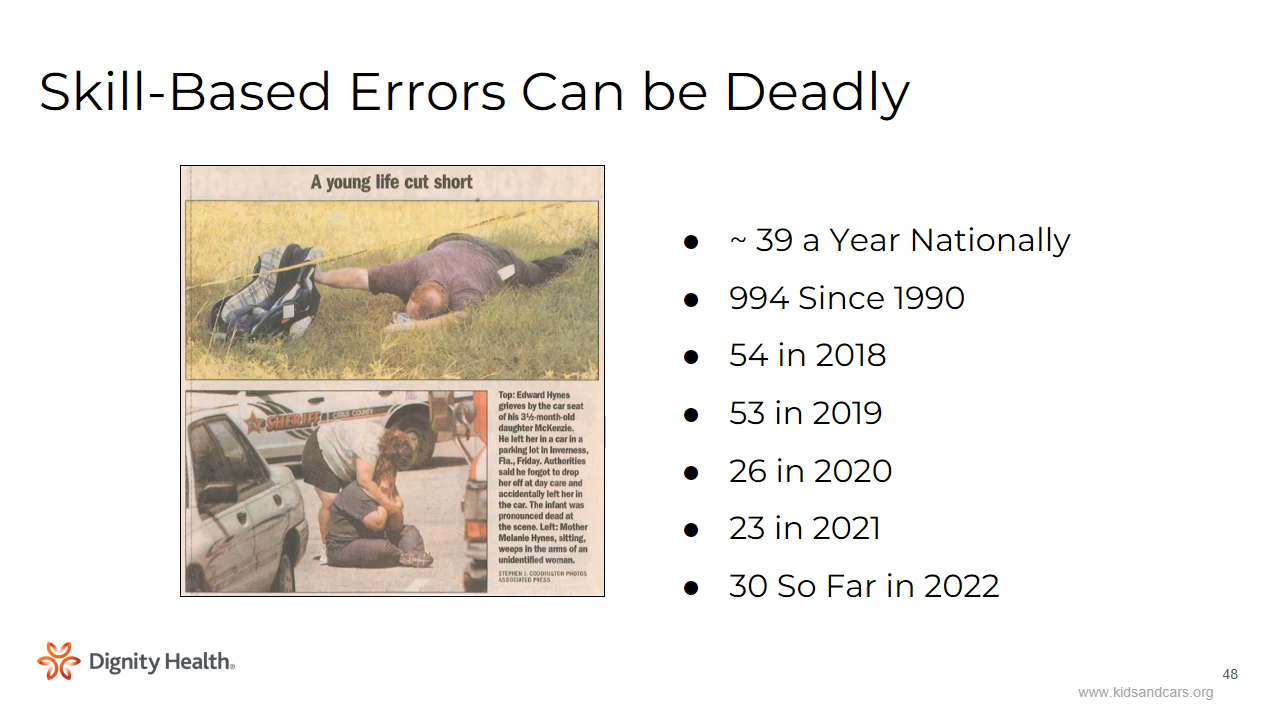 Skill-Based Errors Can be Deadly
A young life cut short
SHERIFF CITRUS COUNTY
Top: Edward Hynes
grieves by the car seat
of his 3½-month-old
daughter McKenzie.
He left her in a car in a
parking lot in Inverness,
Fla., Friday. Authorities
said he forgot to drop
her off at day care and
accidentally left her in
the car. The infant was
pronounced dead at
the scene. Left: Mother
Melanie Hynes, sitting,
weeps in the arms of an
unidentified woman.
STEPHEN J. CODDINGTON PHOTOS
ASSOCIATED PRESS
● ~ 39 a Year Nationally
● 994 Since 1990
● 54 in 2018
● 53 in 2019
● 26 in 2020
● 23 in 2021
● 30 So Far in 2022
Dignity Health®
48
www.kidsandcars.org